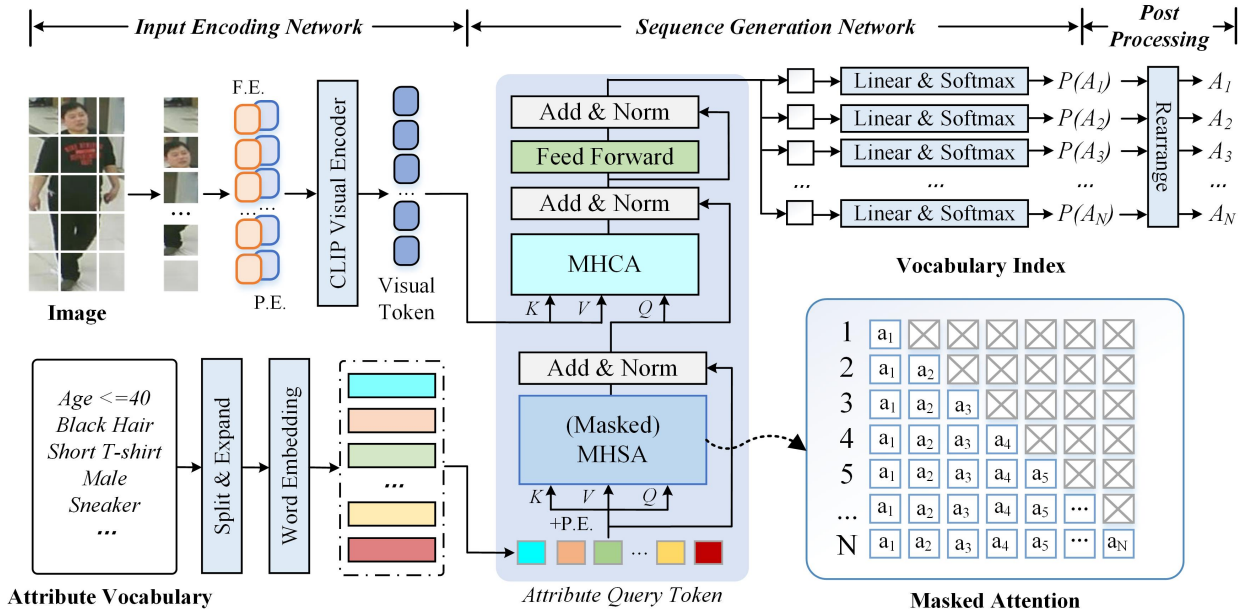 Input Encoding Network
Sequence Generation Network
Post
Processing
F.E.
...
...
P.E.
Image
CLIP Visual Encoder
...
Visual
Token
Age <=40
Black Hair
Short T-shirt
Male
Sneaker
...
Attribute Vocabulary
Split & Expand
Word Embedding
...
Add & Norm
Feed Forward
Add & Norm
MHCA
K V Q
Add & Norm
(Masked)
MHSA
K V Q
+P.E.
...
Attribute Query Token
Linear & Softmax P(A₁) A₁
Linear & Softmax P(A₂) A₂
Linear & Softmax P(A₃) A₃
... ... ... ...
Linear & Softmax P(A_N) A_N
Rearrange
Vocabulary Index
1 a₁
2 a₁ a₂
3 a₁ a₂ a₃
4 a₁ a₂ a₃ a₄
5 a₁ a₂ a₃ a₄ a₅
... a₁ a₂ a₃ a₄ a₅ ...
N a₁ a₂ a₃ a₄ a₅ ... a_N
Masked Attention